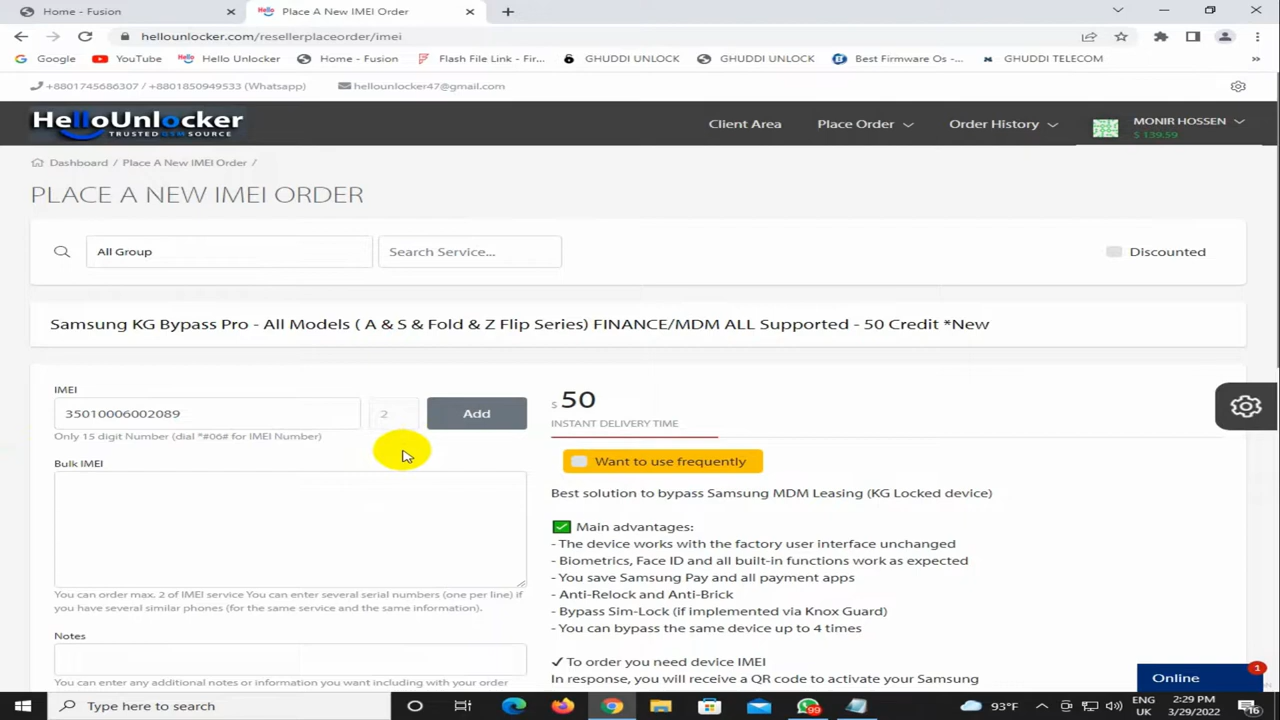 Home - Fusion
Place A New IMEI Order
hellounlocker.com/resellerplaceorder/imei
Google YouTube Hello Unlocker Home - Fusion Flash File Link - Fir... GHUDDI UNLOCK GHUDDI UNLOCK Best Firmware Os -... GHUDDI TELECOM »
+8801745686307 / +8801850949533 (Whatsapp) hellounlocker47@gmail.com
HelloUnlocker
TRUSTED GSM SOURCE
Client Area Place Order Order History MONIR HOSSEN
$ 139.59
Dashboard / Place A New IMEI Order /
PLACE A NEW IMEI ORDER
All Group Search Service... Discounted
Samsung KG Bypass Pro - All Models ( A & S & Fold & Z Flip Series) FINANCE/MDM ALL Supported - 50 Credit *New
IMEI
35010006002089 2 Add
Only 15 digit Number (dial *#06# for IMEI Number)
Bulk IMEI
You can order max. 2 of IMEI service You can enter several serial numbers (one per line) if
you have several similar phones (for the same service and the same information).
Notes
You can enter any additional notes or information you want including with your order
$ 50
INSTANT DELIVERY TIME
Want to use frequently
Best solution to bypass Samsung MDM Leasing (KG Locked device)
✅ Main advantages:
- The device works with the factory user interface unchanged
- Biometrics, Face ID and all built-in functions work as expected
- You save Samsung Pay and all payment apps
- Anti-Relock and Anti-Brick
- Bypass Sim-Lock (if implemented via Knox Guard)
- You can bypass the same device up to 4 times
✓ To order you need device IMEI
In response, you will receive a QR code to activate your Samsung
Online 1
Type here to search
99
93°F
ENG
UK
2:29 PM
3/29/2022
16